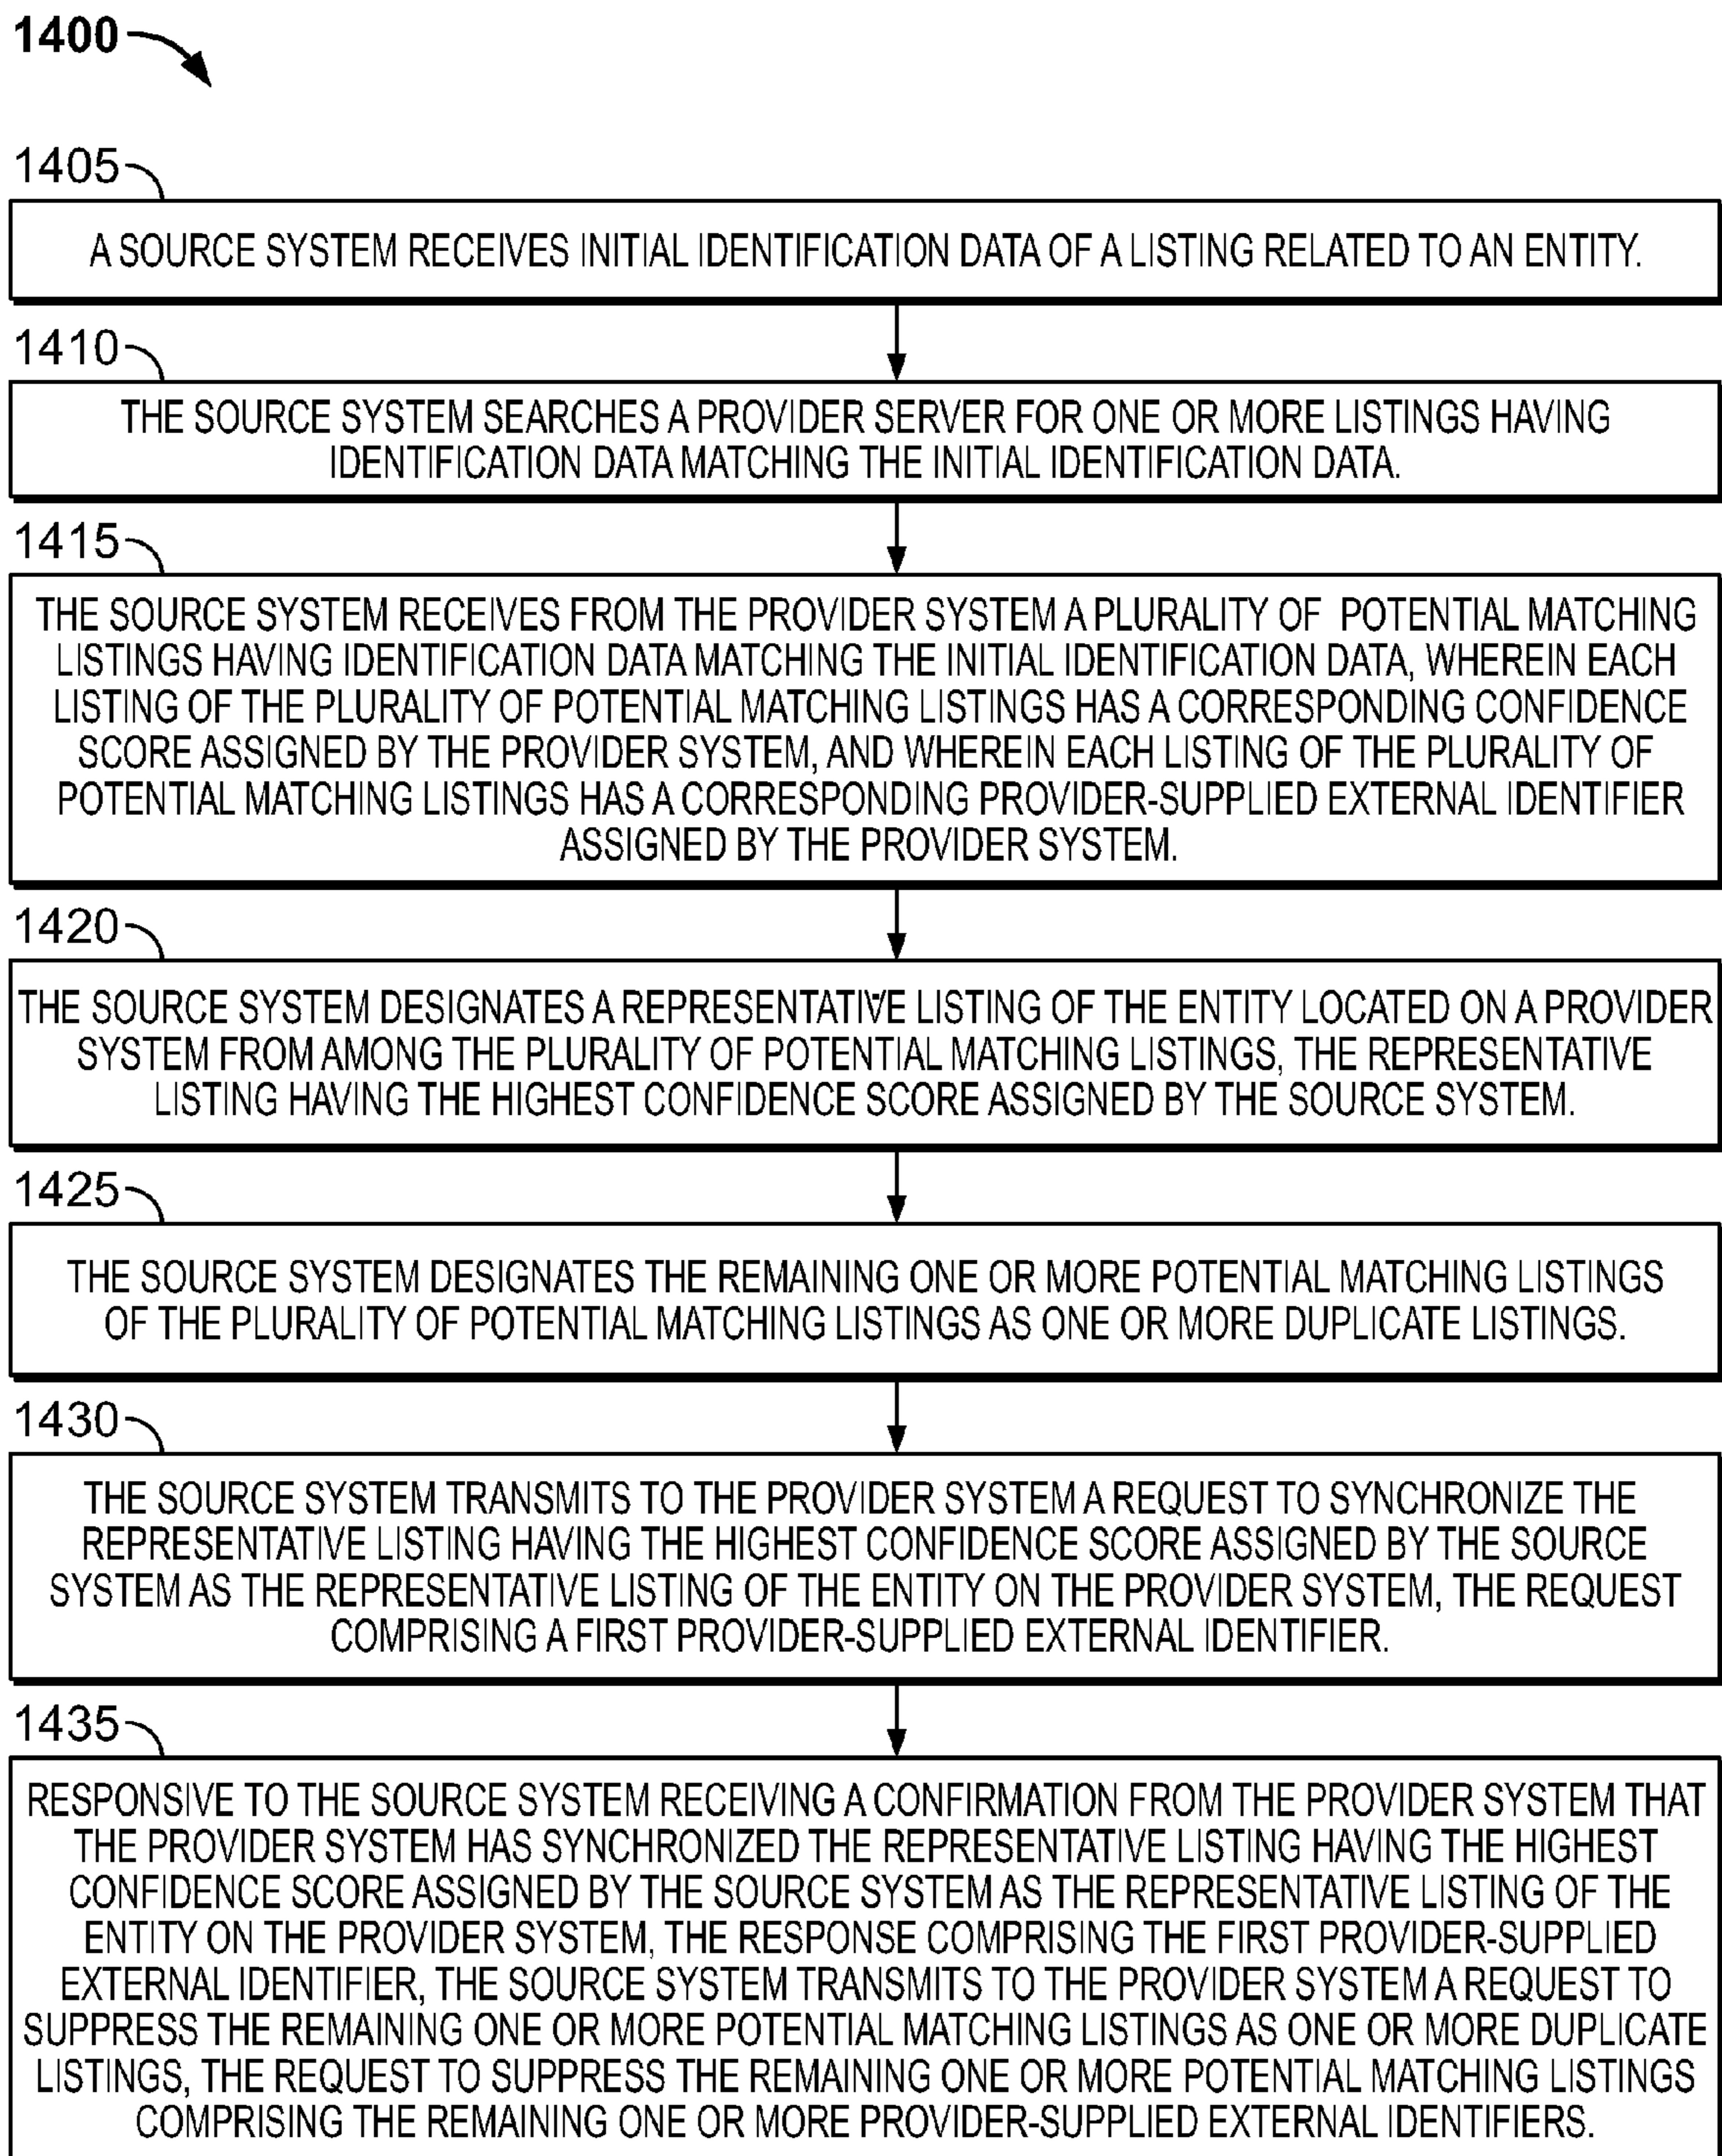 1400
1405
A SOURCE SYSTEM RECEIVES INITIAL IDENTIFICATION DATA OF A LISTING RELATED TO AN ENTITY.
1410
THE SOURCE SYSTEM SEARCHES A PROVIDER SERVER FOR ONE OR MORE LISTINGS HAVING
IDENTIFICATION DATA MATCHING THE INITIAL IDENTIFICATION DATA.
1415
THE SOURCE SYSTEM RECEIVES FROM THE PROVIDER SYSTEM A PLURALITY OF POTENTIAL MATCHING
LISTINGS HAVING IDENTIFICATION DATA MATCHING THE INITIAL IDENTIFICATION DATA, WHEREIN EACH
LISTING OF THE PLURALITY OF POTENTIAL MATCHING LISTINGS HAS A CORRESPONDING CONFIDENCE
SCORE ASSIGNED BY THE PROVIDER SYSTEM, AND WHEREIN EACH LISTING OF THE PLURALITY OF
POTENTIAL MATCHING LISTINGS HAS A CORRESPONDING PROVIDER-SUPPLIED EXTERNAL IDENTIFIER
ASSIGNED BY THE PROVIDER SYSTEM.
1420
THE SOURCE SYSTEM DESIGNATES A REPRESENTATIVE LISTING OF THE ENTITY LOCATED ON A PROVIDER
SYSTEM FROM AMONG THE PLURALITY OF POTENTIAL MATCHING LISTINGS, THE REPRESENTATIVE
LISTING HAVING THE HIGHEST CONFIDENCE SCORE ASSIGNED BY THE SOURCE SYSTEM.
1425
THE SOURCE SYSTEM DESIGNATES THE REMAINING ONE OR MORE POTENTIAL MATCHING LISTINGS
OF THE PLURALITY OF POTENTIAL MATCHING LISTINGS AS ONE OR MORE DUPLICATE LISTINGS.
1430
THE SOURCE SYSTEM TRANSMITS TO THE PROVIDER SYSTEM A REQUEST TO SYNCHRONIZE THE
REPRESENTATIVE LISTING HAVING THE HIGHEST CONFIDENCE SCORE ASSIGNED BY THE SOURCE
SYSTEM AS THE REPRESENTATIVE LISTING OF THE ENTITY ON THE PROVIDER SYSTEM, THE REQUEST
COMPRISING A FIRST PROVIDER-SUPPLIED EXTERNAL IDENTIFIER.
1435
RESPONSIVE TO THE SOURCE SYSTEM RECEIVING A CONFIRMATION FROM THE PROVIDER SYSTEM THAT
THE PROVIDER SYSTEM HAS SYNCHRONIZED THE REPRESENTATIVE LISTING HAVING THE HIGHEST
CONFIDENCE SCORE ASSIGNED BY THE SOURCE SYSTEM AS THE REPRESENTATIVE LISTING OF THE
ENTITY ON THE PROVIDER SYSTEM, THE RESPONSE COMPRISING THE FIRST PROVIDER-SUPPLIED
EXTERNAL IDENTIFIER, THE SOURCE SYSTEM TRANSMITS TO THE PROVIDER SYSTEM A REQUEST TO
SUPPRESS THE REMAINING ONE OR MORE POTENTIAL MATCHING LISTINGS AS ONE OR MORE DUPLICATE
LISTINGS, THE REQUEST TO SUPPRESS THE REMAINING ONE OR MORE POTENTIAL MATCHING LISTINGS
COMPRISING THE REMAINING ONE OR MORE PROVIDER-SUPPLIED EXTERNAL IDENTIFIERS.